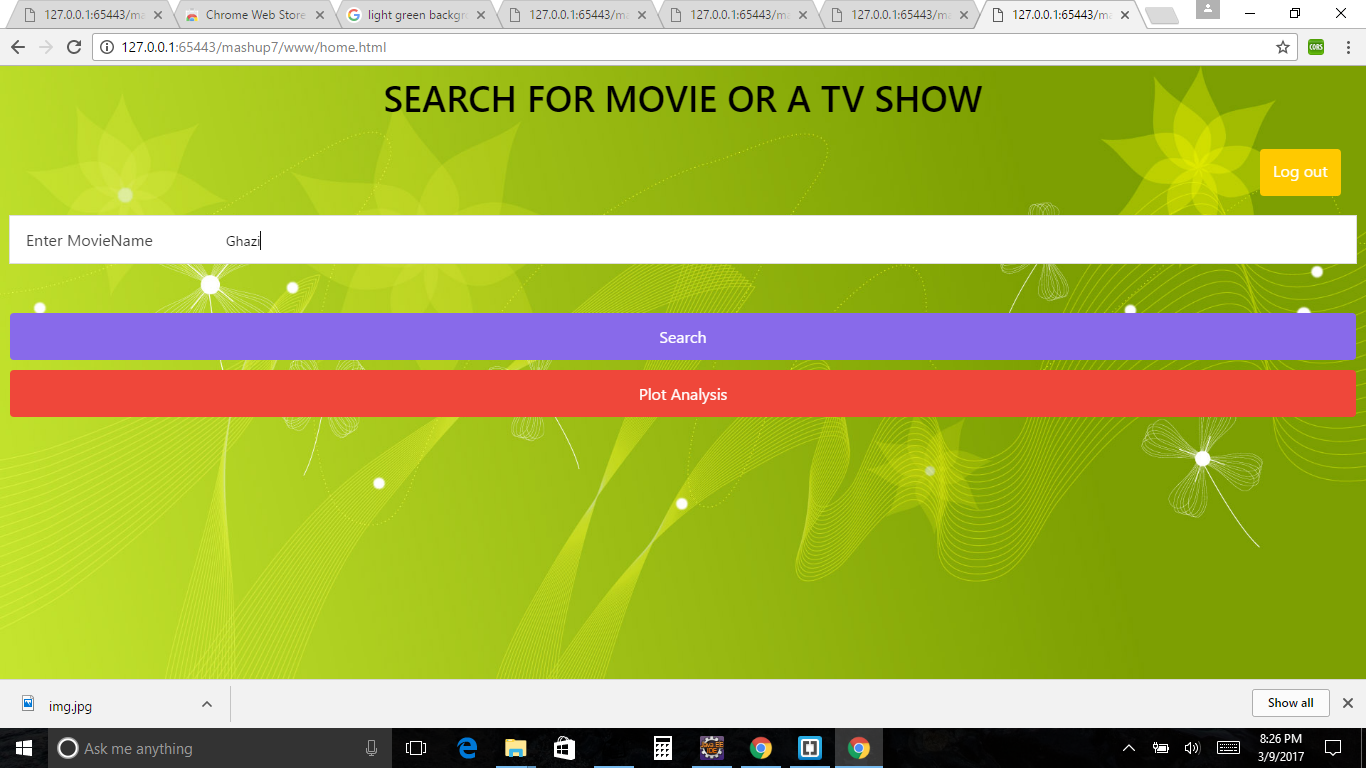 127.0.0.1:65443/ma
Chrome Web Store
light green backgr
127.0.0.1:65443/ma
127.0.0.1:65443/ma
127.0.0.1:65443/ma
127.0.0.1:65443/ma
127.0.0.1:65443/mashup7/www/home.html
CORS
SEARCH FOR MOVIE OR A TV SHOW
Log out
Enter MovieName Ghazi
Search
Plot Analysis
img.jpg
Show all
Ask me anything
Java EE
IDE
8:26 PM
3/9/2017